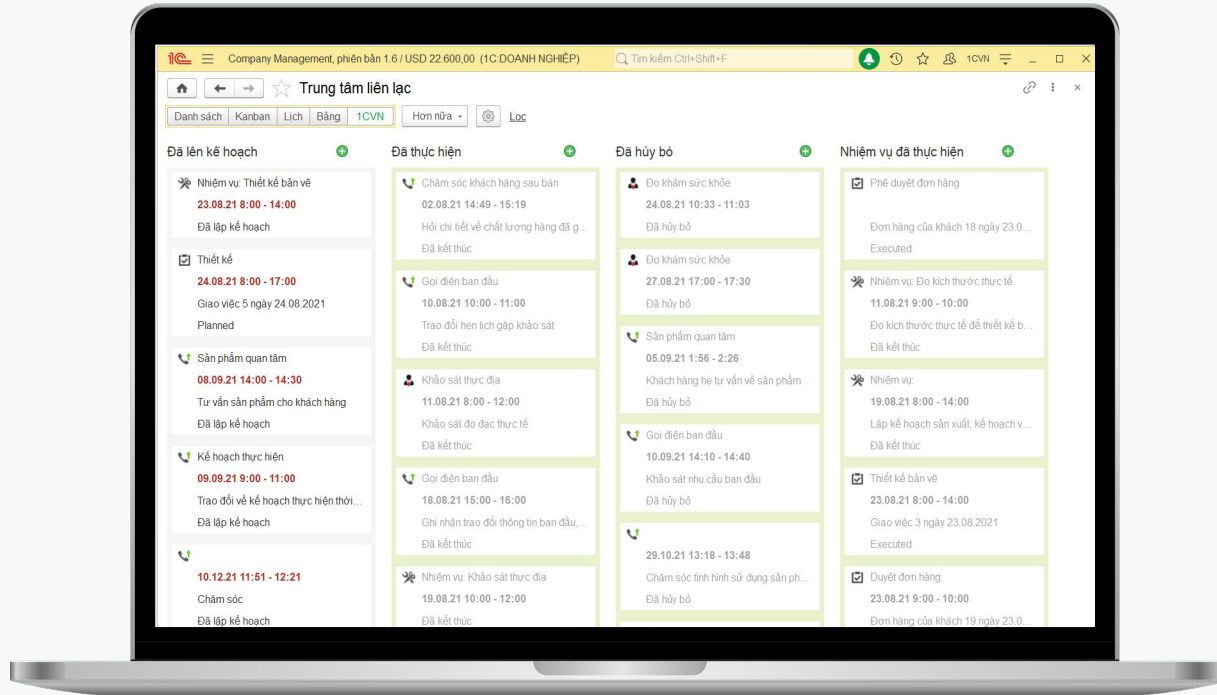 1C Company Management, phiên bản 1.6 / USD 22.600,00 (1C:DOANH NGHIỆP) Tìm kiếm Ctrl+Shift+F 1CVN
Trung tâm liên lạc
Danh sách Kanban Lịch Bảng 1CVN Hơn nữa Lọc
Đã lên kế hoạch
Nhiệm vụ: Thiết kế bản vẽ
23.08.21 8:00 - 14:00
Đã lập kế hoạch
Thiết kế
24.08.21 8:00 - 17:00
Giao việc 5 ngày 24.08.2021
Planned
Sản phẩm quan tâm
08.09.21 14:00 - 14:30
Tư vấn sản phẩm cho khách hàng
Đã lập kế hoạch
Kế hoạch thực hiện
09.09.21 9:00 - 11:00
Trao đổi về kế hoạch thực hiện thời...
Đã lập kế hoạch
10.12.21 11:51 - 12:21
Chăm sóc
Đã lập kế hoạch
Đã thực hiện
Chăm sóc khách hàng sau bán
02.08.21 14:49 - 15:19
Hỏi chi tiết về chất lượng hàng đã g...
Đã kết thúc
Gọi điện ban đầu
10.08.21 10:00 - 11:00
Trao đổi hẹn lịch gặp khảo sát
Đã kết thúc
Khảo sát thực địa
11.08.21 8:00 - 12:00
Khảo sát đo đạc thực tế
Đã kết thúc
Gọi điện ban đầu
18.08.21 15:00 - 16:00
Ghi nhận trao đổi thông tin ban đầu,...
Đã kết thúc
Nhiệm vụ: Khảo sát thực địa
19.08.21 10:00 - 12:00
Đã kết thúc
Đã hủy bỏ
Đo khám sức khỏe
24.08.21 10:33 - 11:03
Đã hủy bỏ
Đo khám sức khỏe
27.08.21 17:00 - 17:30
Đã hủy bỏ
Sản phẩm quan tâm
05.09.21 1:56 - 2:26
Khách hàng hẹ tư vấn về sản phẩm
Đã hủy bỏ
Gọi điện ban đầu
10.09.21 14:10 - 14:40
Khảo sát nhu cầu ban đầu
Đã hủy bỏ
29.10.21 13:18 - 13:48
Chăm sóc tình hình sử dụng sản ph...
Đã hủy bỏ
Nhiệm vụ đã thực hiện
Phê duyệt đơn hàng
Đơn hàng của khách 18 ngày 23.0...
Executed
Nhiệm vụ: Đo kích thước thực tế
11.08.21 9:00 - 10:00
Đo kích thước thực tế để thiết kế b...
Đã kết thúc
Nhiệm vụ:
19.08.21 8:00 - 14:00
Lập kế hoạch sản xuất, kế hoạch v...
Đã kết thúc
Thiết kế bản vẽ
23.08.21 8:00 - 14:00
Giao việc 3 ngày 23.08.2021
Executed
Duyệt đơn hàng
23.08.21 9:00 - 10:00
Đơn hàng của khách 19 ngày 23.0...